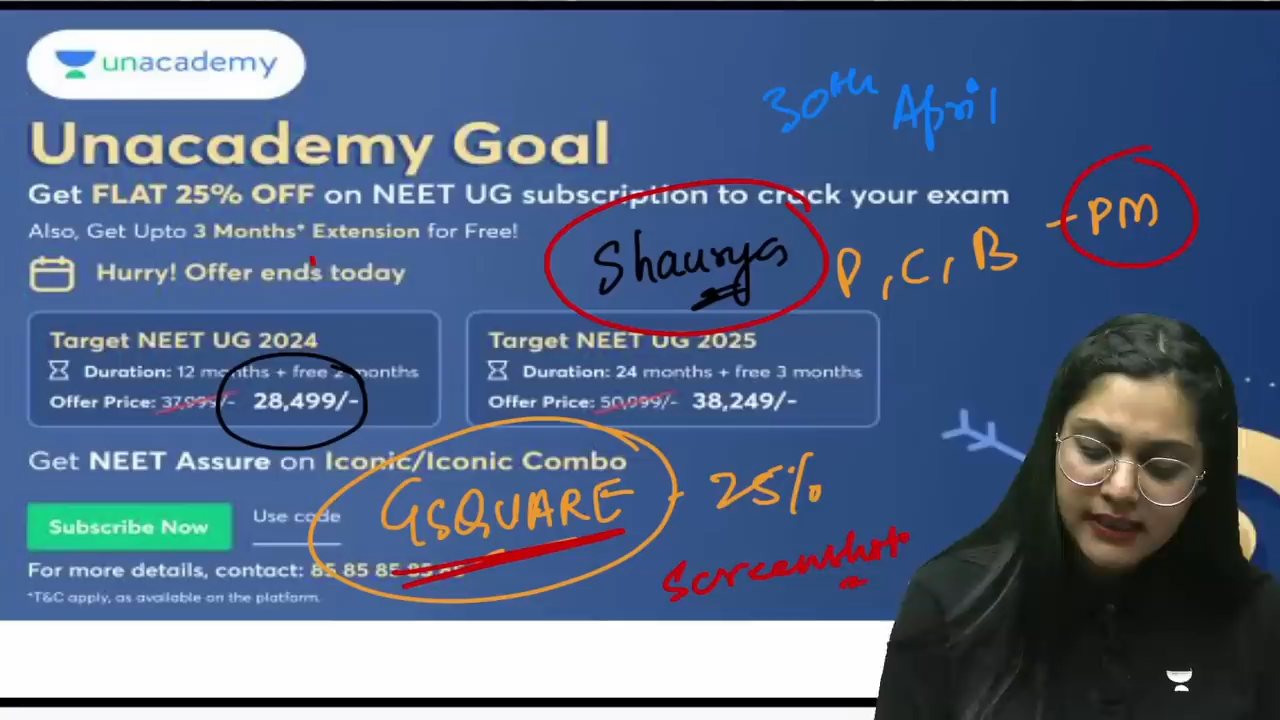 unacademy
30th April
Unacademy Goal
Get FLAT 25% OFF on NEET UG subscription to crack your exam
Also, Get Upto 3 Months* Extension for Free!
- PM
Shaurya P, C, B
Hurry! Offer ends today
Target NEET UG 2024
Duration: 12 months + free 2 months
Offer Price: 37,999/- 28,499/-
Target NEET UG 2025
Duration: 24 months + free 3 months
Offer Price: 50,999/- 38,249/-
Get NEET Assure on Iconic/Iconic Combo
GSQUARE - 25%
Subscribe Now
Use code
Screenshot
For more details, contact: 85 85 85 85 85
*T&C apply, as available on the platform.